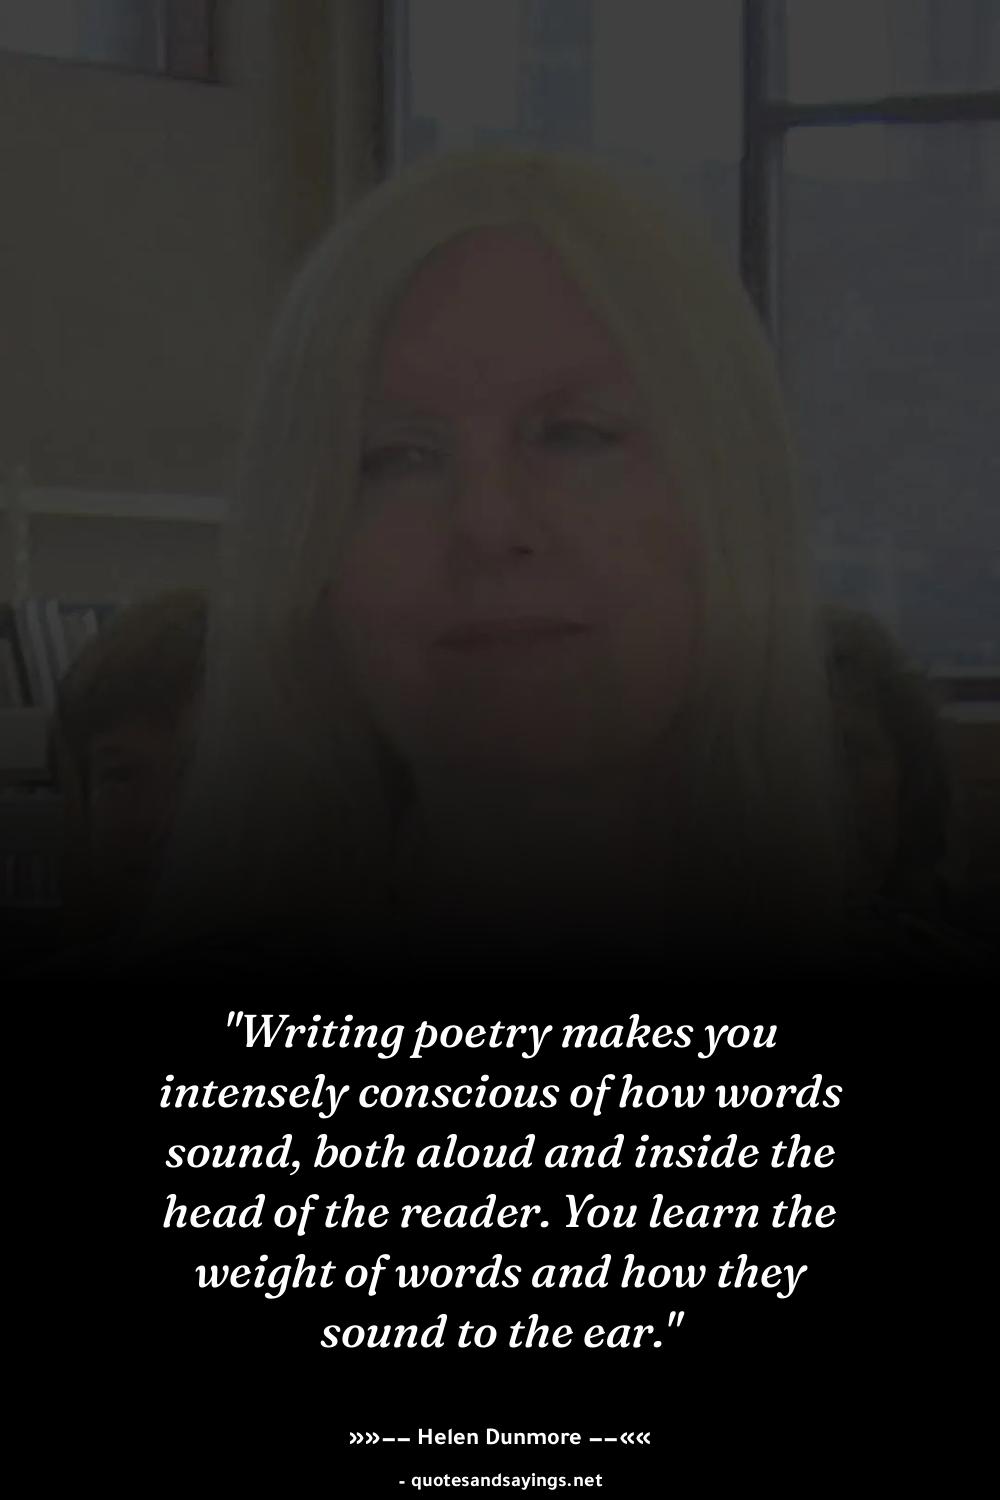 "Writing poetry makes you
intensely conscious of how words
sound, both aloud and inside the
head of the reader. You learn the
weight of words and how they
sound to the ear."
»»–– Helen Dunmore ––««
- quotesandsayings.net